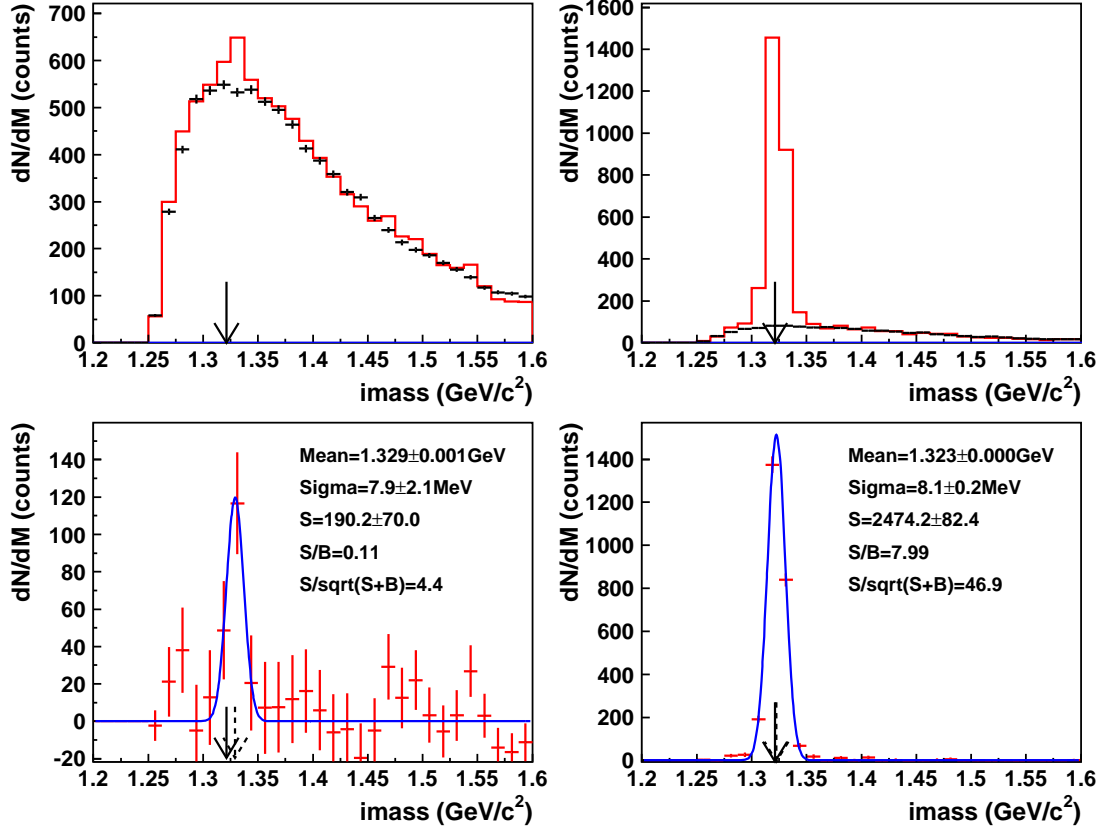 dN/dM (counts)
650
600
500
400
300
200
100
0
1.2 1.25 1.3 1.35 1.4 1.45 1.5 1.55 1.6
imass (GeV/c²)
700
dN/dM (counts)
1600
1400
1200
1000
800
600
400
200
0
1.2 1.25 1.3 1.35 1.4 1.45 1.5 1.55 1.6
imass (GeV/c²)
dN/dM (counts)
140
120
100
80
60
40
20
0
-20
1.2 1.25 1.3 1.35 1.4 1.45 1.5 1.55 1.6
imass (GeV/c²)
Mean=1.329±0.001GeV
Sigma=7.9±2.1MeV
S=190.2±70.0
S/B=0.11
S/sqrt(S+B)=4.4
dN/dM (counts)
1400
1200
1000
800
600
400
200
0
1.2 1.25 1.3 1.35 1.4 1.45 1.5 1.55 1.6
imass (GeV/c²)
Mean=1.323±0.000GeV
Sigma=8.1±0.2MeV
S=2474.2±82.4
S/B=7.99
S/sqrt(S+B)=46.9